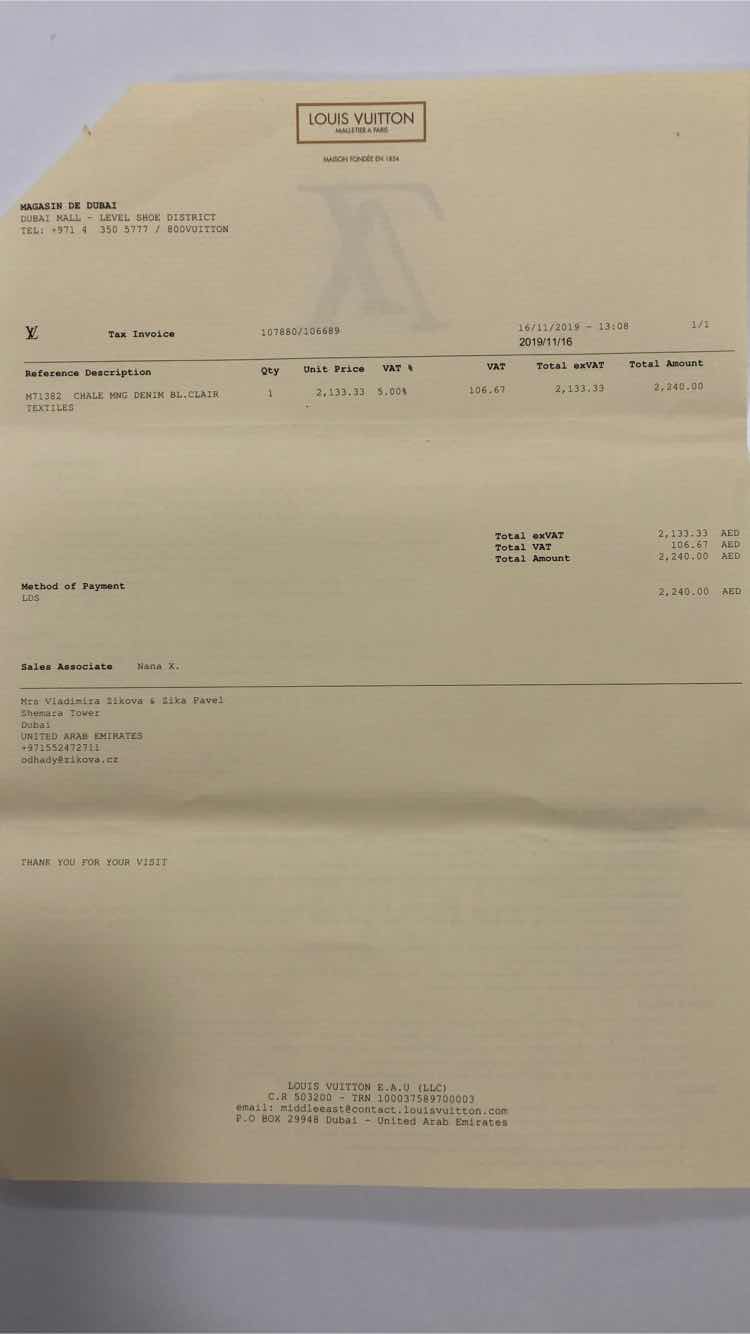 LOUIS VUITTON
MALLETIER A PARIS
MAISON FONDÉE EN 1854
MAGASIN DE DUBAI
DUBAI MALL - LEVEL SHOE DISTRICT
TEL: +971 4 350 5777 / 800VUITTON
Tax Invoice 107880/106689 16/11/2019 - 13:08 1/1
2019/11/16
Reference Description Qty Unit Price VAT % VAT Total exVAT Total Amount
M71382 CHALE MNG DENIM BL.CLAIR 1 2,133.33 5.00% 106.67 2,133.33 2,240.00
TEXTILES
Total exVAT 2,133.33 AED
Total VAT 106.67 AED
Total Amount 2,240.00 AED
Method of Payment
LDS 2,240.00 AED
Sales Associate Nana X.
Mrs Vladimira Zikova & Zika Pavel
Shemara Tower
Dubai
UNITED ARAB EMIRATES
+971552472711
odhady@zikova.cz
THANK YOU FOR YOUR VISIT
LOUIS VUITTON E.A.U (LLC)
C.R 503200 - TRN 100037589700003
email: middleeast@contact.louisvuitton.com
P.O BOX 29948 Dubai - United Arab Emirates